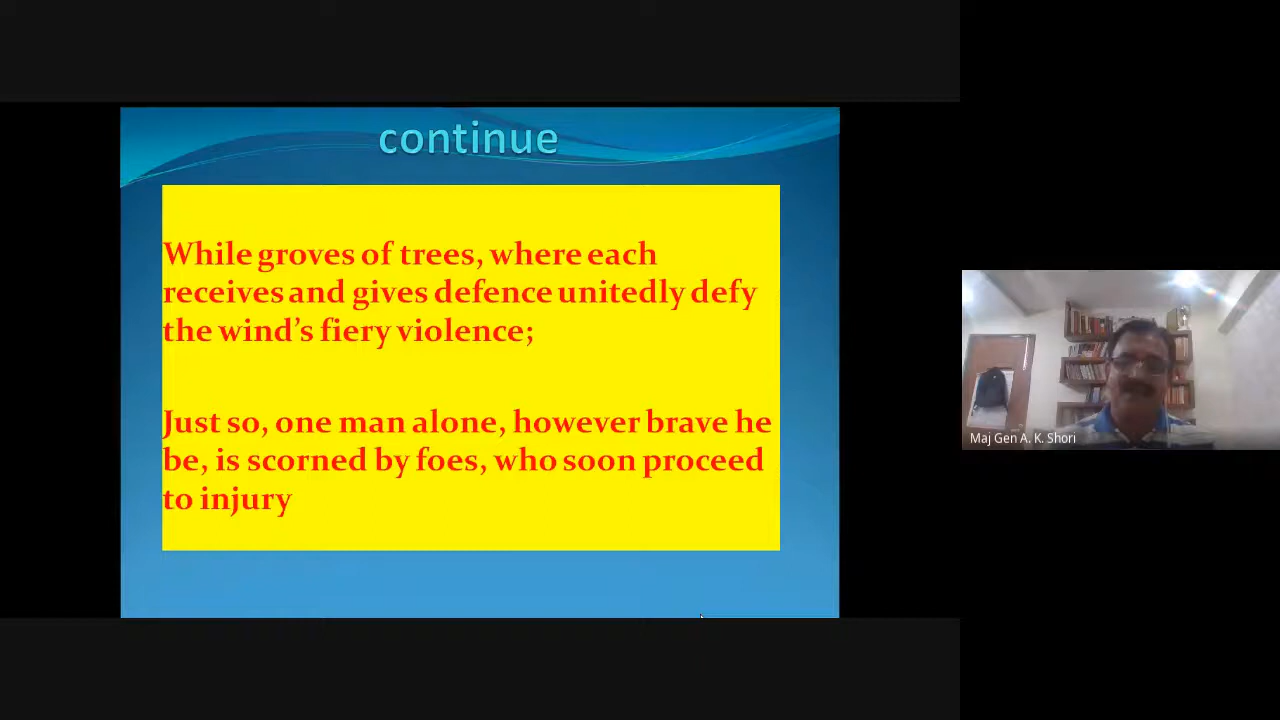 continue
While groves of trees, where each
receives and gives defence unitedly defy
the wind’s fiery violence;
Just so, one man alone, however brave he
be, is scorned by foes, who soon proceed
to injury
Maj Gen A. K. Shori